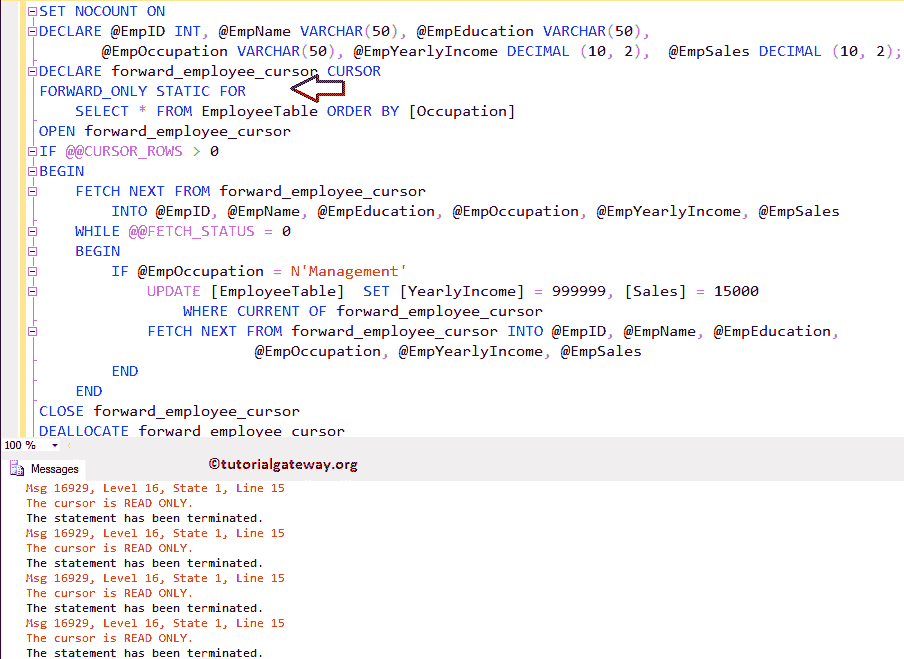 SET NOCOUNT ON
DECLARE @EmpID INT, @EmpName VARCHAR(50), @EmpEducation VARCHAR(50),
@EmpOccupation VARCHAR(50), @EmpYearlyIncome DECIMAL (10, 2), @EmpSales DECIMAL (10, 2);
DECLARE forward_employee_cursor CURSOR
FORWARD_ONLY STATIC FOR
SELECT * FROM EmployeeTable ORDER BY [Occupation]
OPEN forward_employee_cursor
IF @@CURSOR_ROWS > 0
BEGIN
FETCH NEXT FROM forward_employee_cursor
INTO @EmpID, @EmpName, @EmpEducation, @EmpOccupation, @EmpYearlyIncome, @EmpSales
WHILE @@FETCH_STATUS = 0
BEGIN
IF @EmpOccupation = N'Management'
UPDATE [EmployeeTable] SET [YearlyIncome] = 999999, [Sales] = 15000
WHERE CURRENT OF forward_employee_cursor
FETCH NEXT FROM forward_employee_cursor INTO @EmpID, @EmpName, @EmpEducation,
@EmpOccupation, @EmpYearlyIncome, @EmpSales
END
END
CLOSE forward_employee_cursor
DEALLOCATE forward_employee_cursor
100 %
©tutorialgateway.org
Messages
Msg 16929, Level 16, State 1, Line 15
The cursor is READ ONLY.
The statement has been terminated.
Msg 16929, Level 16, State 1, Line 15
The cursor is READ ONLY.
The statement has been terminated.
Msg 16929, Level 16, State 1, Line 15
The cursor is READ ONLY.
The statement has been terminated.
Msg 16929, Level 16, State 1, Line 15
The cursor is READ ONLY.
The statement has been terminated.